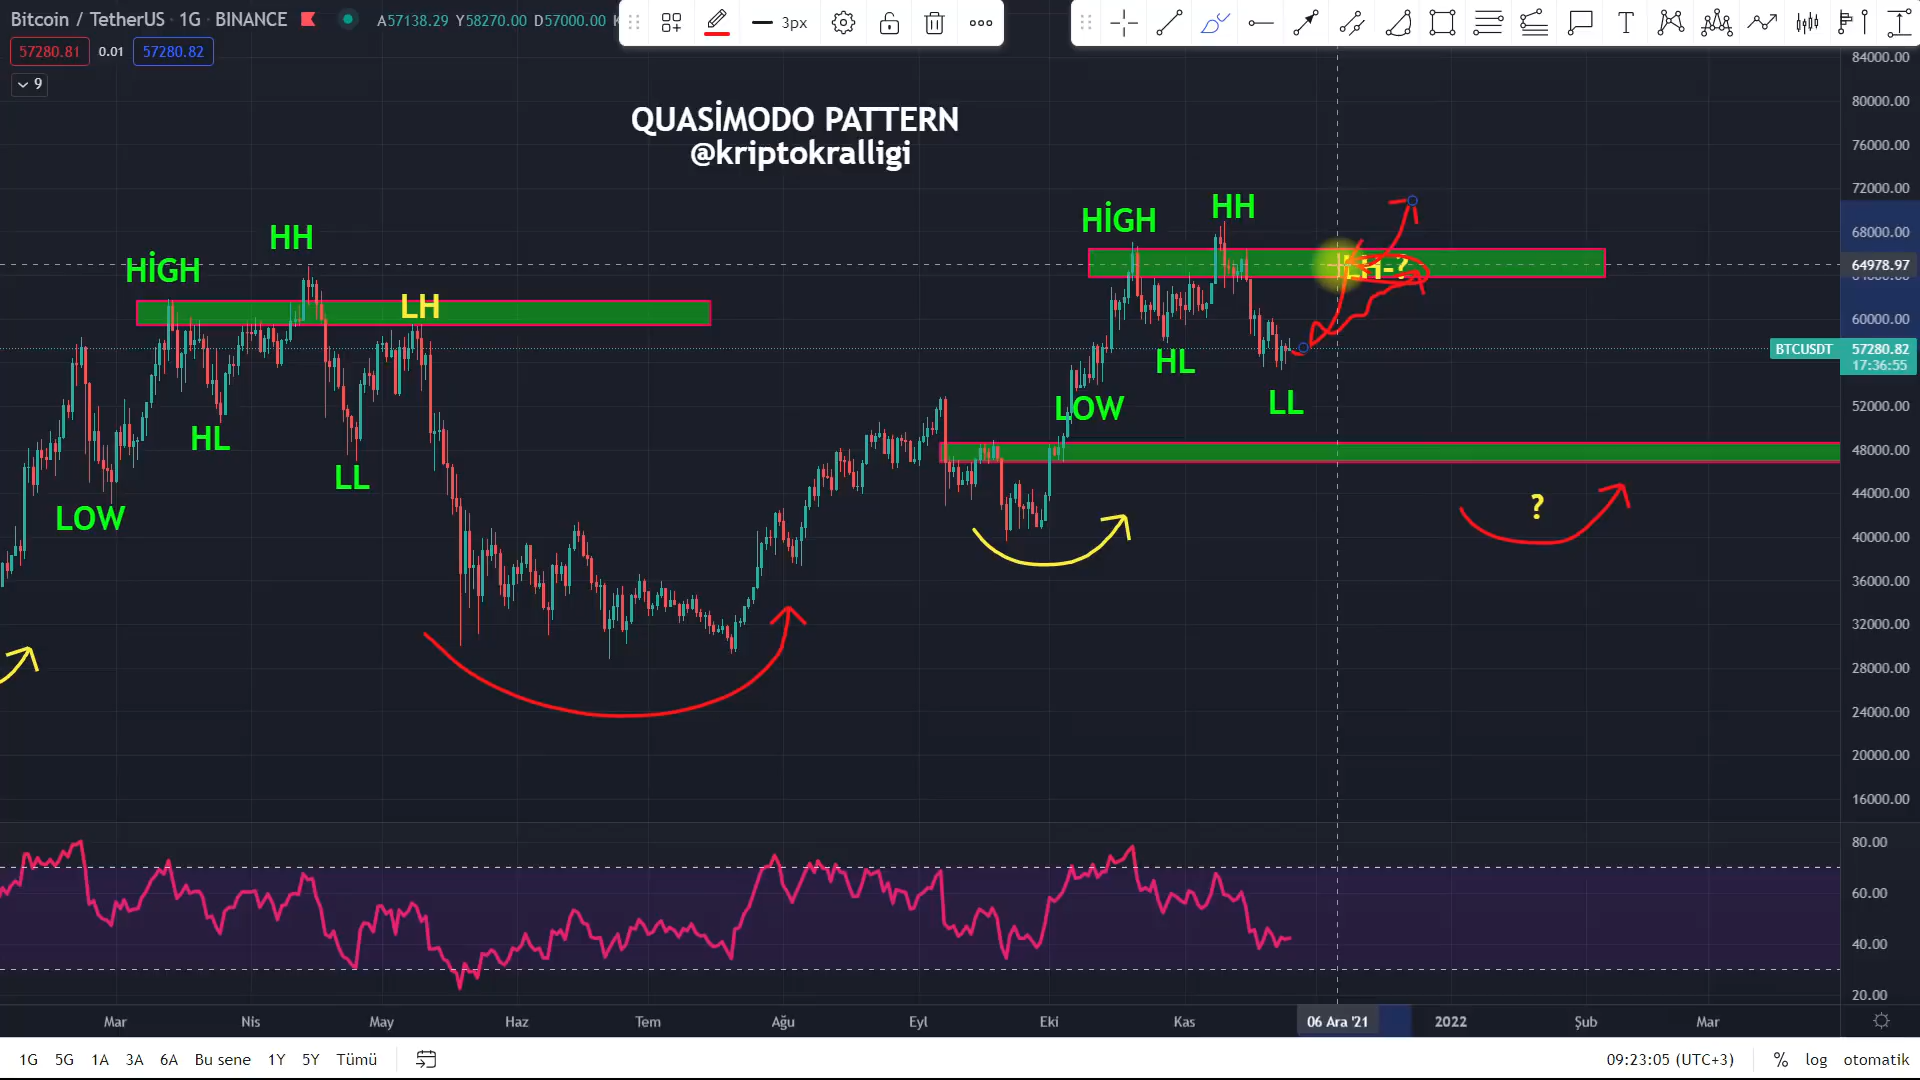 Bitcoin / TetherUS · 1G · BINANCE
A57138.29 Y58270.00 D57000.00
3px
57280.81 0.01 57280.82
9
QUASİMODO PATTERN
@kriptokralligi
HİGH
HH
LH
HL
LL
LOW
HİGH
HH
LH-?
HL
LL
LOW
?
84000.00
80000.00
76000.00
72000.00
68000.00
64978.97
60000.00
BTCUSDT 57280.82
17:36:55
52000.00
48000.00
44000.00
40000.00
36000.00
32000.00
28000.00
24000.00
20000.00
16000.00
80.00
60.00
40.00
20.00
Mar Nis May Haz Tem Ağu Eyl Eki Kas 06 Ara '21 2022 Şub Mar
1G 5G 1A 3A 6A Bu sene 1Y 5Y Tümü
09:23:05 (UTC+3) % log otomatik